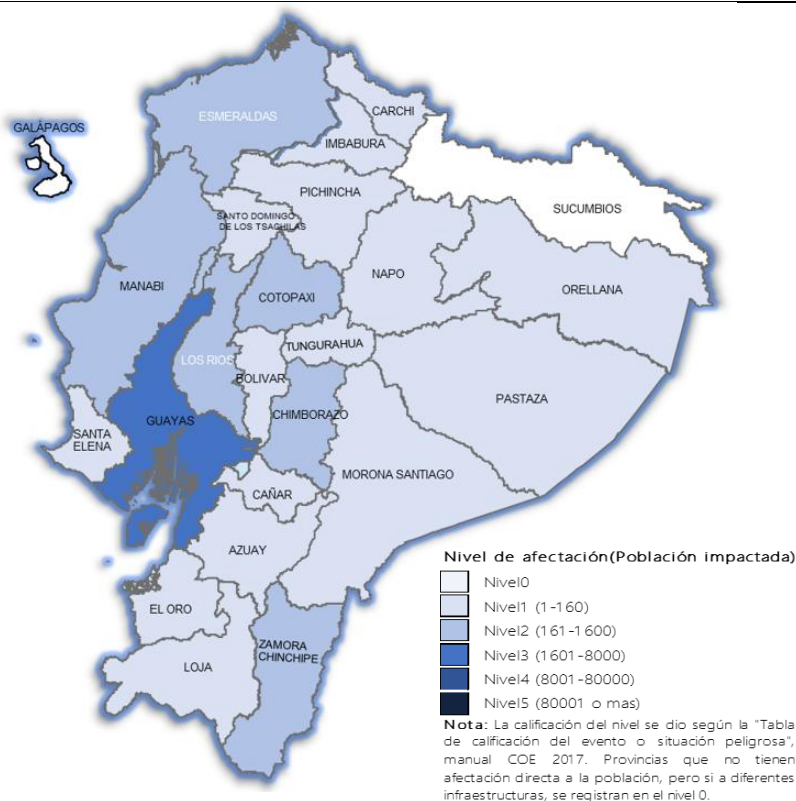 CARCHI
ESMERALDAS
GALÁPAGOS
IMBABURA
PICHINCHA
SUCUMBIOS
SANTO DOMINGO
DE LOS TSACHILAS
NAPO
MANABI
ORELLANA
COTOPAXI
TUNGURAHUA
LOS RIOS
BOLIVAR
PASTAZA
CHIMBORAZO
GUAYAS
SANTA
ELENA
MORONA SANTIAGO
CAÑAR
AZUAY
EL ORO
ZAMORA
CHINCHIPE
LOJA
Nivel de afectación(Población impactada)
Nivel0
Nivel1 (1-160)
Nivel2 (161-1600)
Nivel3 (1601-8000)
Nivel4 (8001-80000)
Nivel5 (80001 o mas)
Nota: La calificación del nivel se dio según la "Tabla
de calificación del evento o situación peligrosa",
manual COE 2017. Provincias que no tienen
afectación directa a la población, pero si a diferentes
infraestructuras, se registran en el nivel 0.